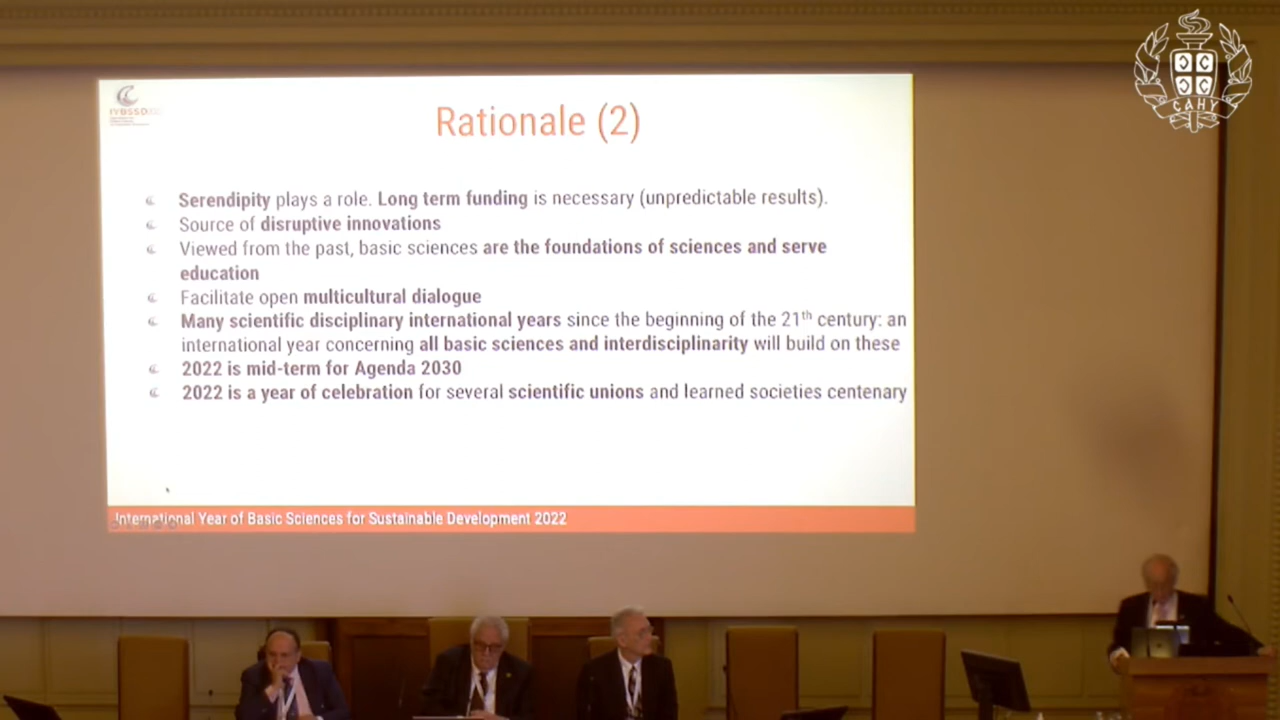 IYBSSD
Rationale (2)
Serendipity plays a role. Long term funding is necessary (unpredictable results).
Source of disruptive innovations
Viewed from the past, basic sciences are the foundations of sciences and serve
education
Facilitate open multicultural dialogue
Many scientific disciplinary international years since the beginning of the 21th century: an
international year concerning all basic sciences and interdisciplinarity will build on these
2022 is mid-term for Agenda 2030
2022 is a year of celebration for several scientific unions and learned societies centenary
International Year of Basic Sciences for Sustainable Development 2022
САНУ